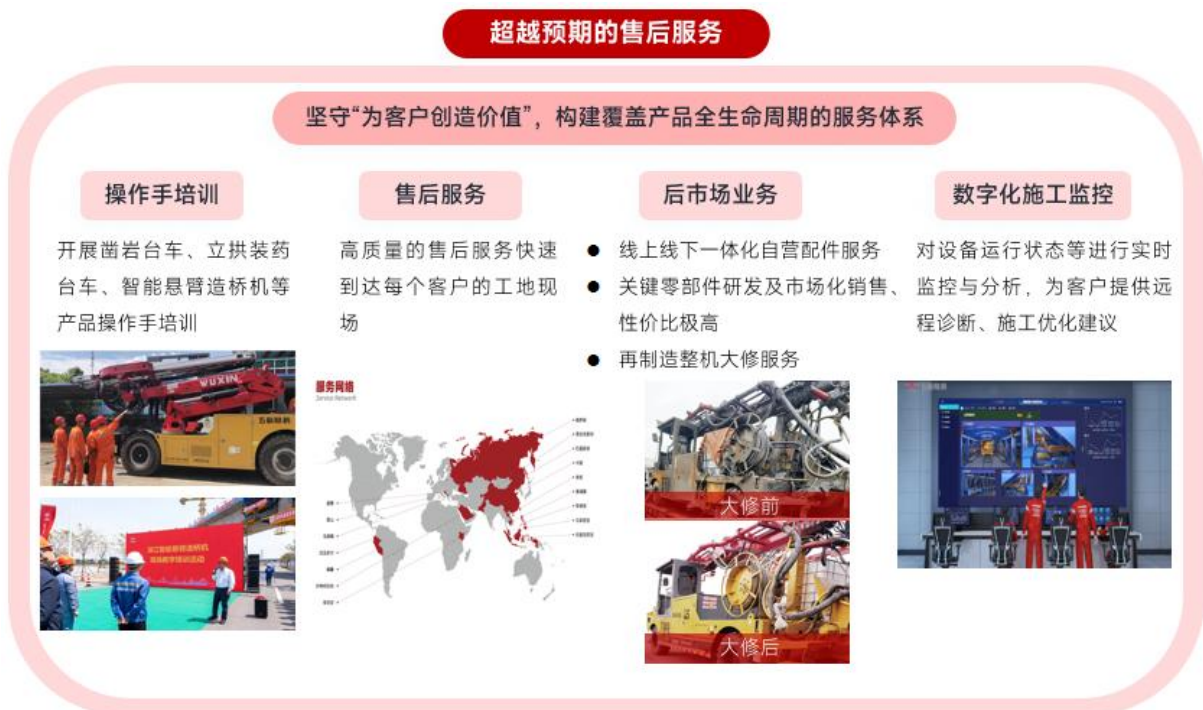 超越预期的售后服务
坚守“为客户创造价值”，构建覆盖产品全生命周期的服务体系
操作手培训
开展凿岩台车、立拱装药
台车、智能悬臂造桥机等
产品操作手培训
WUXIN
售后服务
高质量的售后服务快速
到达每个客户的工地现
场
服务网络
Service Network
后市场业务
● 线上线下一体化自营配件服务
● 关键零部件研发及市场化销售、
性价比极高
● 再制造整机大修服务
大修前
大修后
数字化施工监控
对设备运行状态等进行实时
监控与分析，为客户提供远
程诊断、施工优化建议